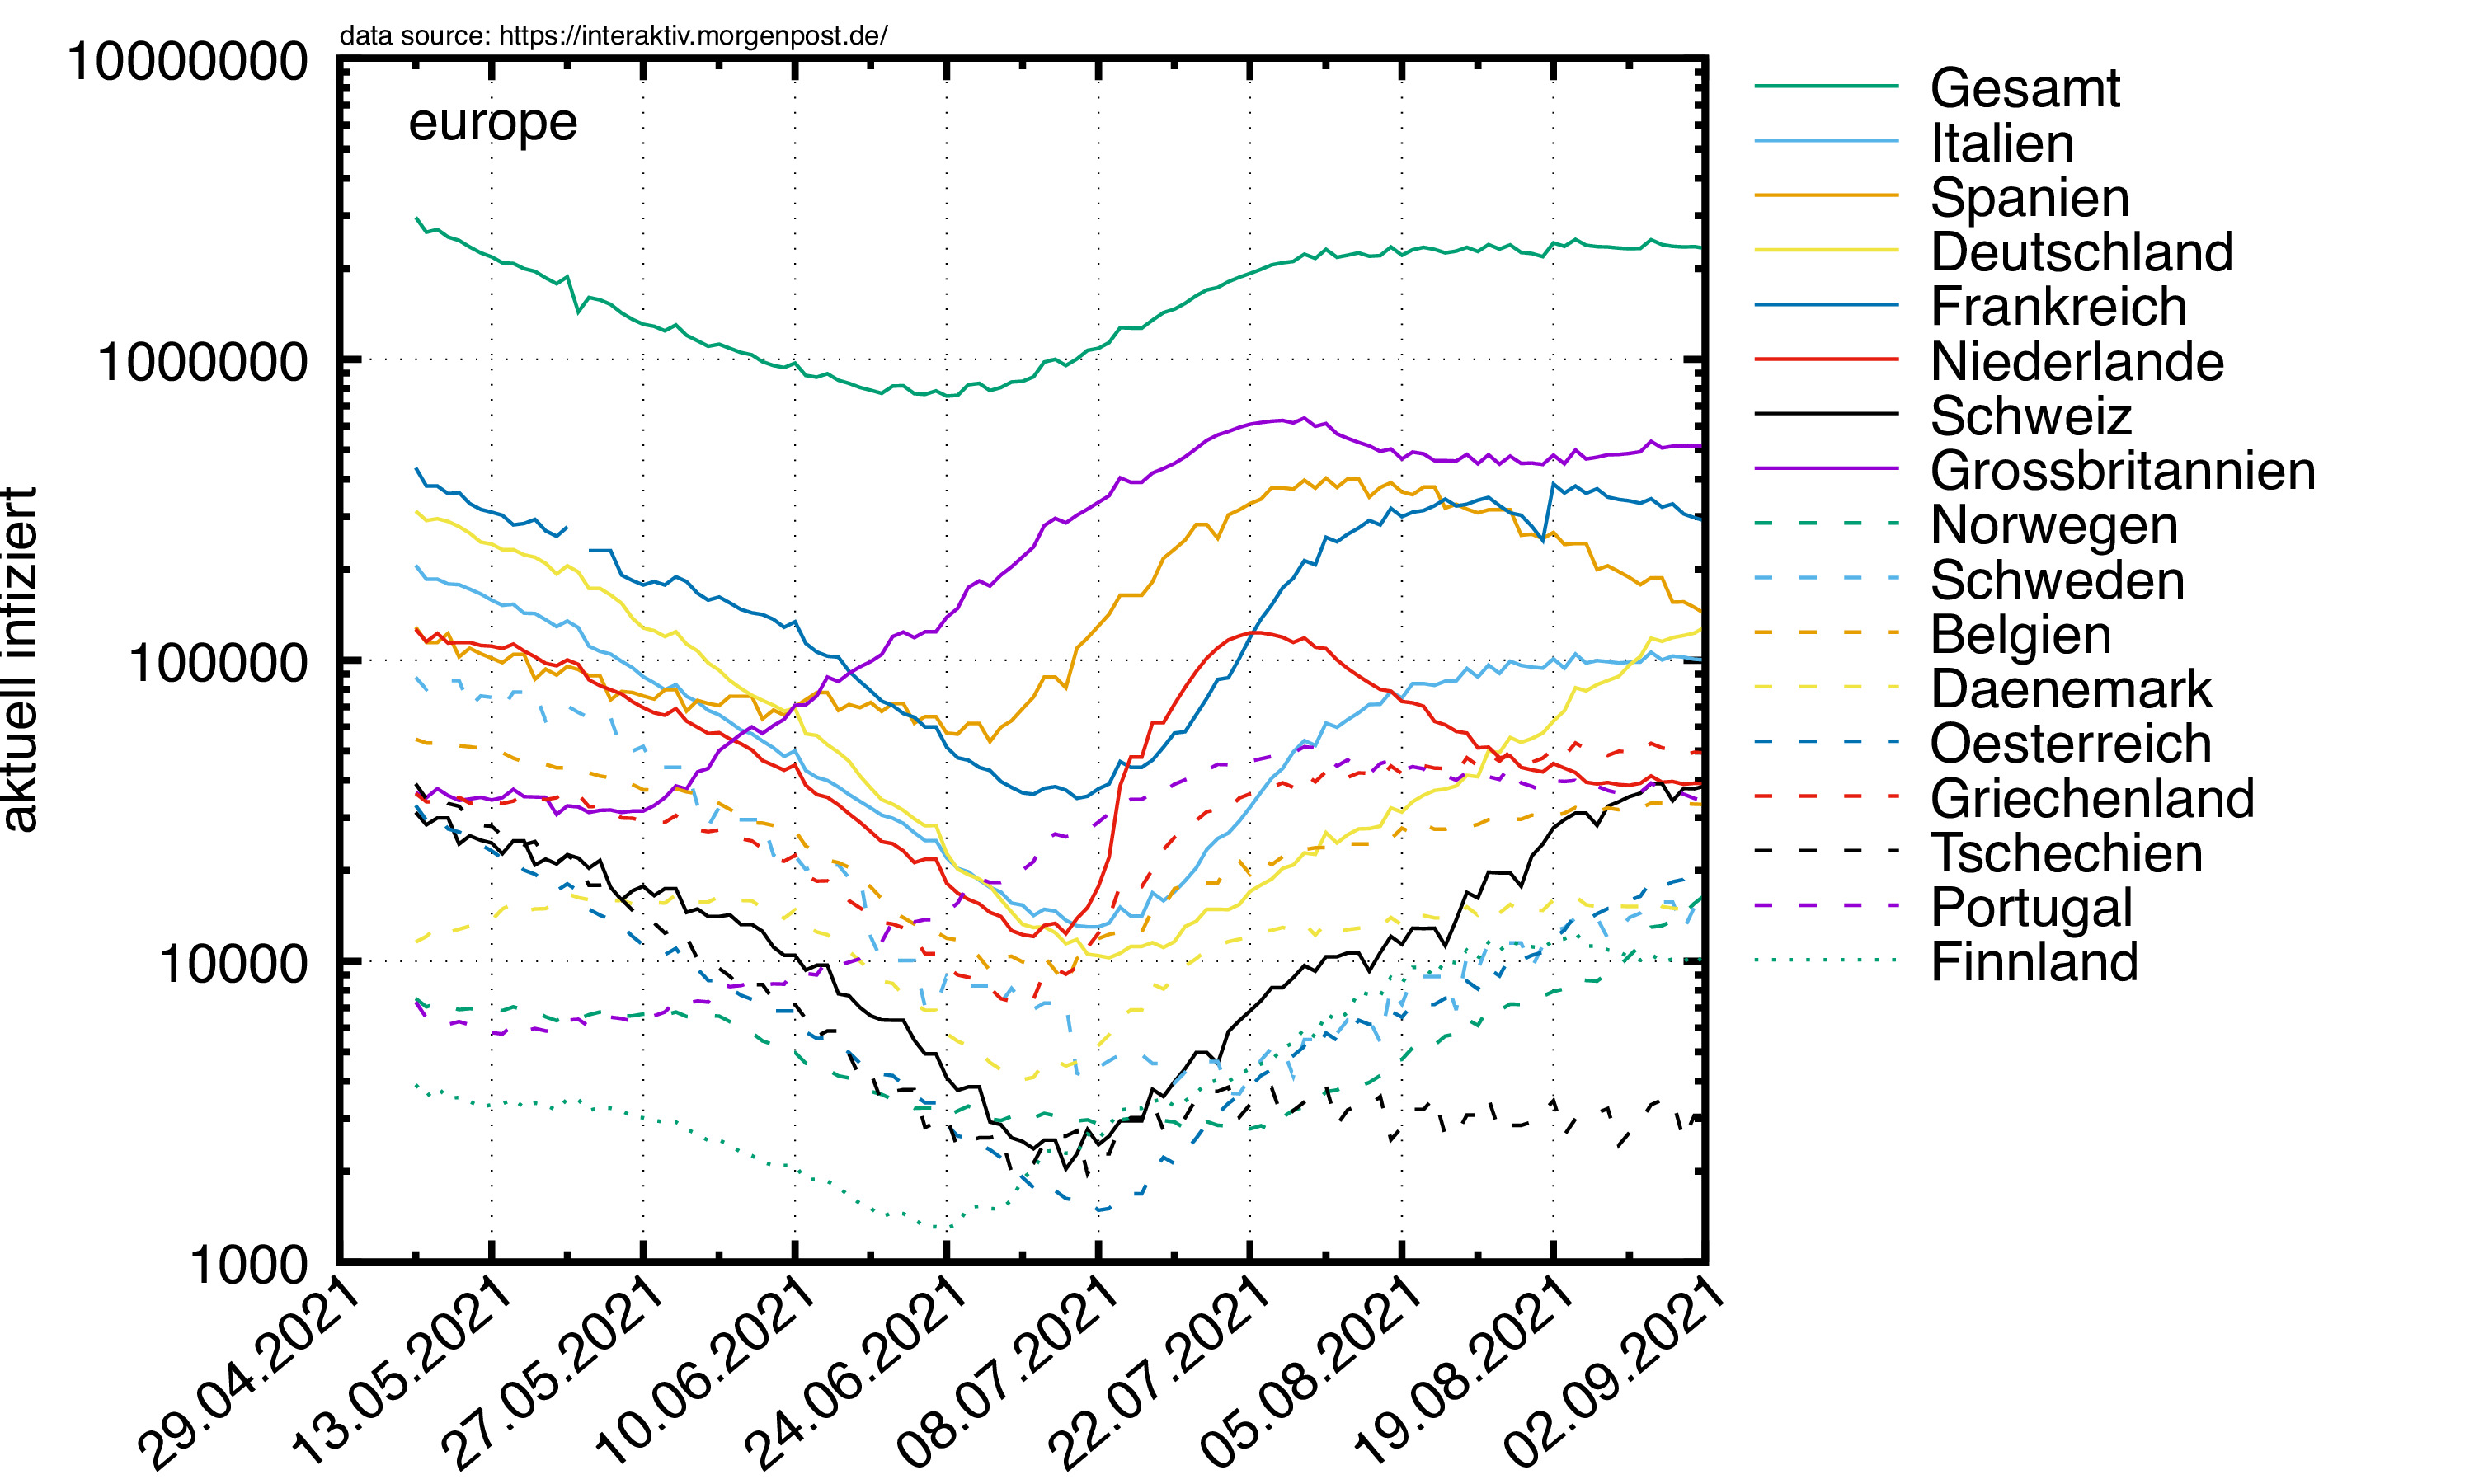 data source: https://interaktiv.morgenpost.de/
europe
aktuell infiziert
10000000
1000000
100000
10000
1000
29.04.2021
13.05.2021
27.05.2021
10.06.2021
24.06.2021
08.07.2021
22.07.2021
05.08.2021
19.08.2021
02.09.2021
Gesamt
Italien
Spanien
Deutschland
Frankreich
Niederlande
Schweiz
Grossbritannien
Norwegen
Schweden
Belgien
Daenemark
Oesterreich
Griechenland
Tschechien
Portugal
Finnland